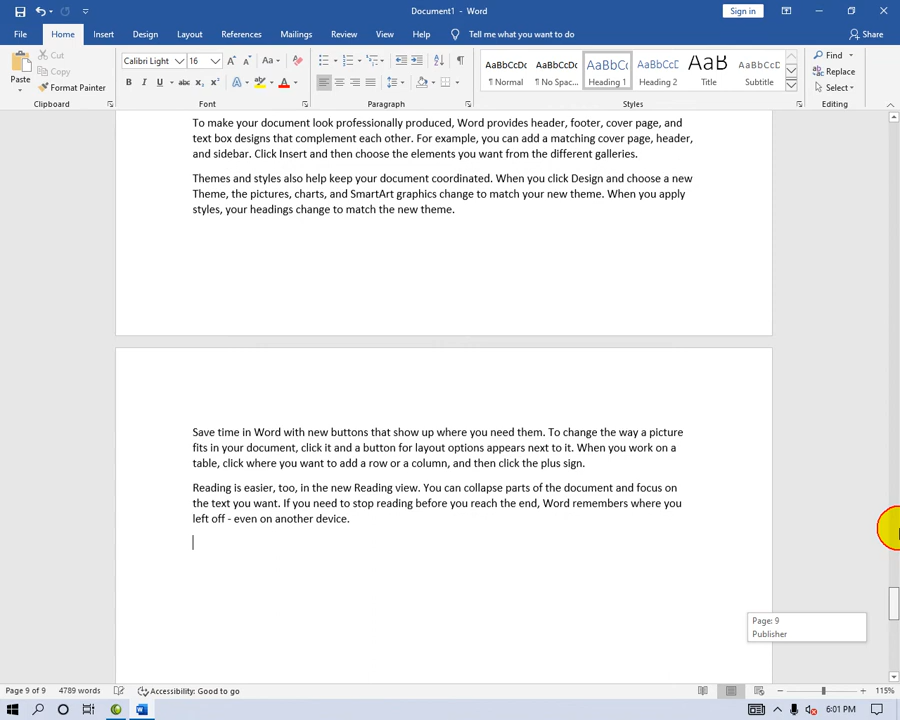 Document1 - Word
Sign in
File Home Insert Design Layout References Mailings Review View Help Tell me what you want to do Share
Paste
Cut
Copy
Format Painter
Clipboard
Calibri Light 16
Aa
B I U abc x₂ x² A A
Font
Paragraph
AaBbCcDc AaBbCcDc AaBbCc AaBbCcD AaB AaBbCcD
¶ Normal ¶ No Spac... Heading 1 Heading 2 Title Subtitle
Styles
Find
Replace
Select
Editing
To make your document look professionally produced, Word provides header, footer, cover page, and
text box designs that complement each other. For example, you can add a matching cover page, header,
and sidebar. Click Insert and then choose the elements you want from the different galleries.
Themes and styles also help keep your document coordinated. When you click Design and choose a new
Theme, the pictures, charts, and SmartArt graphics change to match your new theme. When you apply
styles, your headings change to match the new theme.
Save time in Word with new buttons that show up where you need them. To change the way a picture
fits in your document, click it and a button for layout options appears next to it. When you work on a
table, click where you want to add a row or a column, and then click the plus sign.
Reading is easier, too, in the new Reading view. You can collapse parts of the document and focus on
the text you want. If you need to stop reading before you reach the end, Word remembers where you
left off - even on another device.
Page: 9
Publisher
Page 9 of 9 4789 words Accessibility: Good to go 115%
6:01 PM